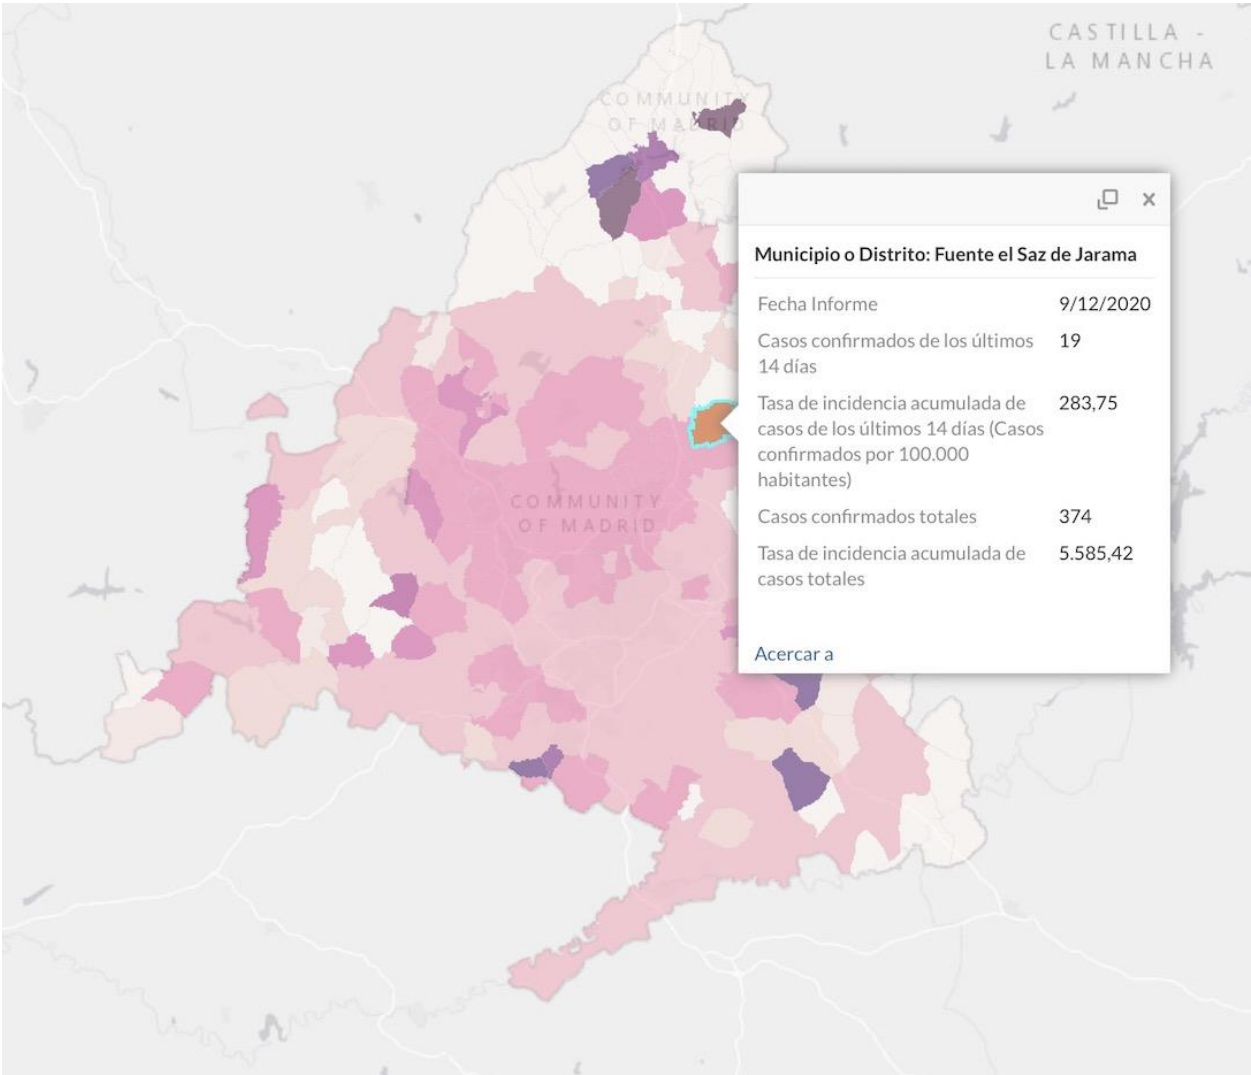 CASTILLA -
LA MANCHA
COMMUNITY
OF MADRID
Municipio o Distrito: Fuente el Saz de Jarama
Fecha Informe 9/12/2020
Casos confirmados de los últimos 19
14 días
Tasa de incidencia acumulada de 283,75
casos de los últimos 14 días (Casos
confirmados por 100.000
habitantes)
Casos confirmados totales 374
Tasa de incidencia acumulada de 5.585,42
casos totales
Acercar a
COMMUNITY
OF MADRID